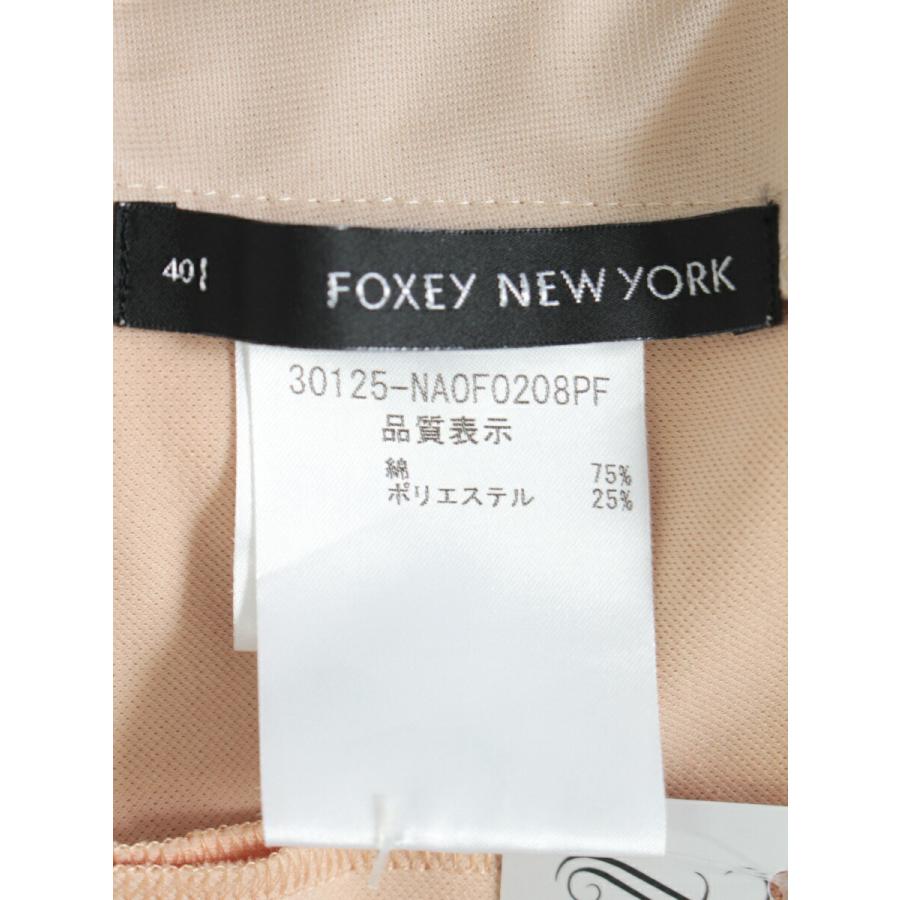 40
FOXEY NEW YORK
30125-NAOF0208PF
品質表示
綿 75%
ポリエステル 25%